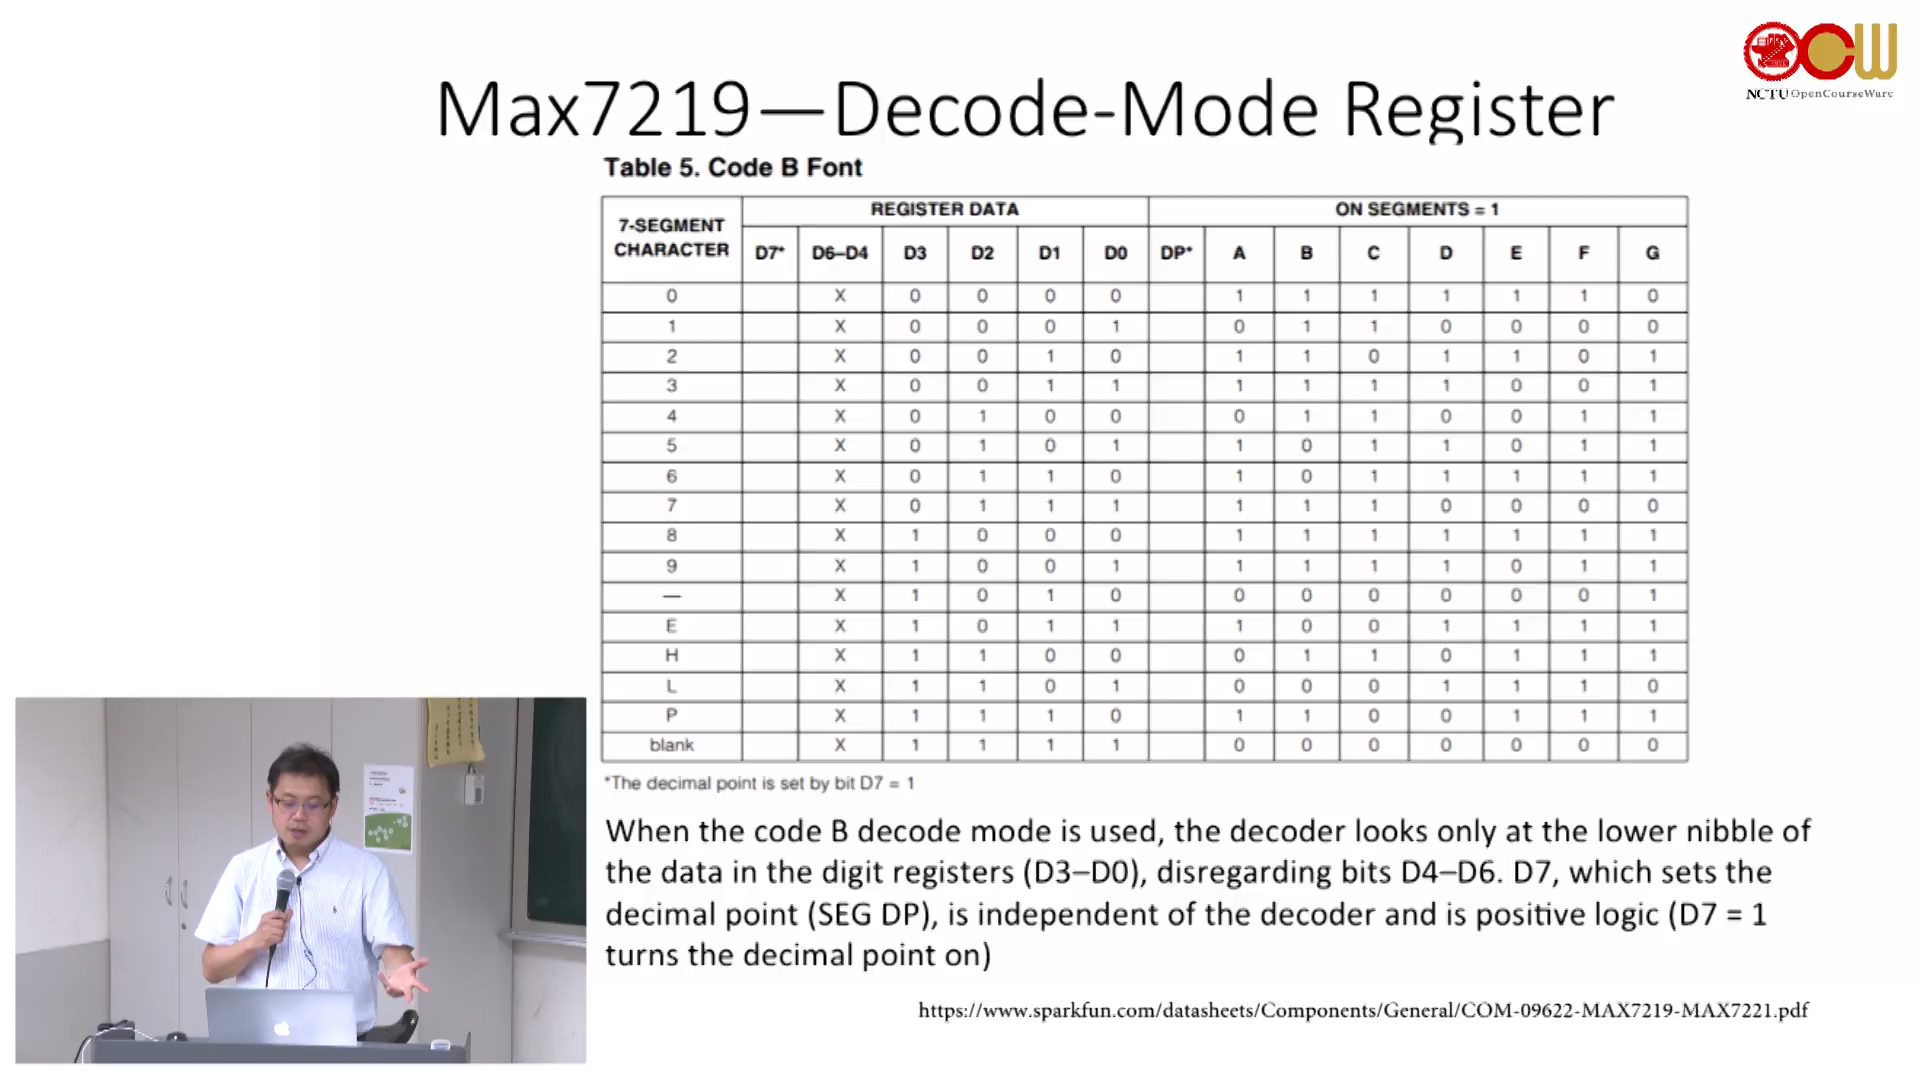 NCTU OpenCourseWare
Max7219—Decode-Mode Register
Table 5. Code B Font
7-SEGMENT CHARACTER REGISTER DATA ON SEGMENTS = 1
D7* D6–D4 D3 D2 D1 D0 DP* A B C D E F G
0 X 0 0 0 0 1 1 1 1 1 1 0
1 X 0 0 0 1 0 1 1 0 0 0 0
2 X 0 0 1 0 1 1 0 1 1 0 1
3 X 0 0 1 1 1 1 1 1 0 0 1
4 X 0 1 0 0 0 1 1 0 0 1 1
5 X 0 1 0 1 1 0 1 1 0 1 1
6 X 0 1 1 0 1 0 1 1 1 1 1
7 X 0 1 1 1 1 1 1 0 0 0 0
8 X 1 0 0 0 1 1 1 1 1 1 1
9 X 1 0 0 1 1 1 1 1 0 1 1
— X 1 0 1 0 0 0 0 0 0 0 1
E X 1 0 1 1 1 0 0 1 1 1 1
H X 1 1 0 0 0 1 1 0 1 1 1
L X 1 1 0 1 0 0 0 1 1 1 0
P X 1 1 1 0 1 1 0 0 1 1 1
blank X 1 1 1 1 0 0 0 0 0 0 0
*The decimal point is set by bit D7 = 1
When the code B decode mode is used, the decoder looks only at the lower nibble of
the data in the digit registers (D3–D0), disregarding bits D4–D6. D7, which sets the
decimal point (SEG DP), is independent of the decoder and is positive logic (D7 = 1
turns the decimal point on)
https://www.sparkfun.com/datasheets/Components/General/COM-09622-MAX7219-MAX7221.pdf